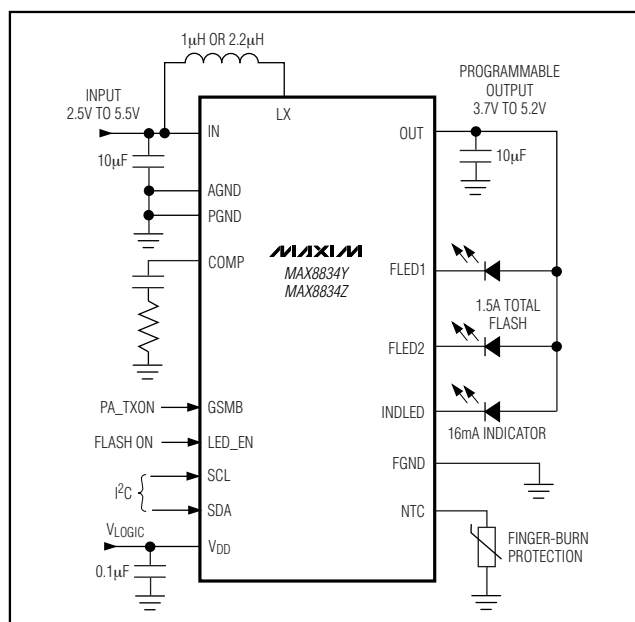 1μH OR 2.2μH
INPUT
2.5V TO 5.5V
PROGRAMMABLE
OUTPUT
3.7V TO 5.2V
LX
IN
OUT
10μF
10μF
AGND
PGND
COMP
MAXIM
MAX8834Y
MAX8834Z
FLED1
1.5A TOTAL
FLASH
FLED2
PA_TXON
GSMB
INDLED
16mA INDICATOR
FLASH ON
LED_EN
FGND
I²C
SCL
SDA
NTC
FINGER-BURN
PROTECTION
VLOGIC
VDD
0.1μF